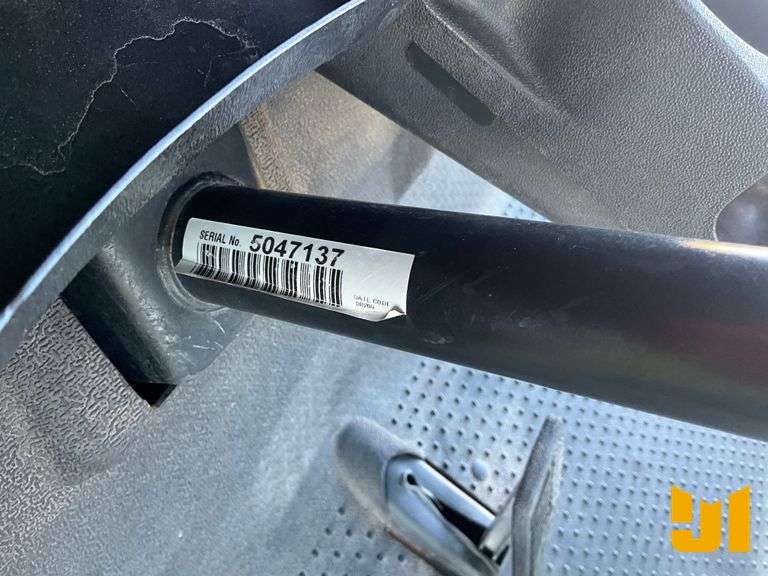 SERIAL No. 5047137
DATE CODE